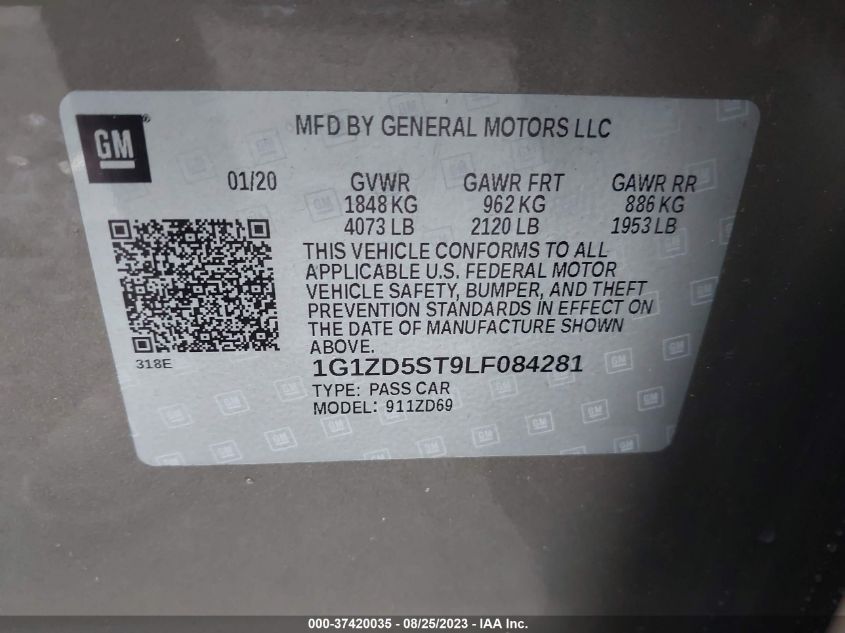 GM
®
MFD BY GENERAL MOTORS LLC
01/20 GVWR GAWR FRT GAWR RR
1848 KG 962 KG 886 KG
4073 LB 2120 LB 1953 LB
THIS VEHICLE CONFORMS TO ALL
APPLICABLE U.S. FEDERAL MOTOR
VEHICLE SAFETY, BUMPER, AND THEFT
PREVENTION STANDARDS IN EFFECT ON
THE DATE OF MANUFACTURE SHOWN
ABOVE.
318E
1G1ZD5ST9LF084281
TYPE: PASS CAR
MODEL: 911ZD69
000-37420035 - 08/25/2023 - IAA Inc.